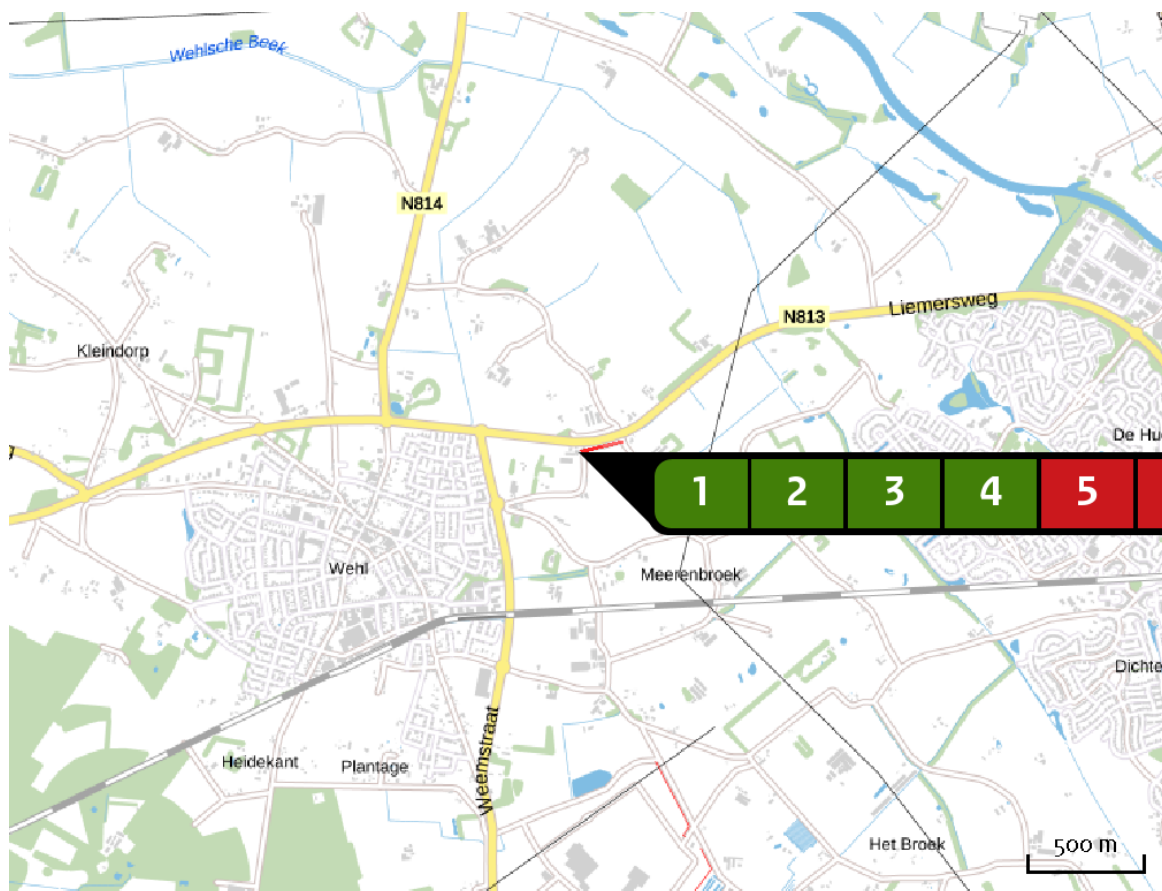 Wehlsche Beek
N814
Liemersweg
N813
Kleindorp
De Hu
1 2 3 4 5
Wehl
Meerenbroek
Dichte
Weemstraat
Heidekant
Plantage
Het Broek
500 m